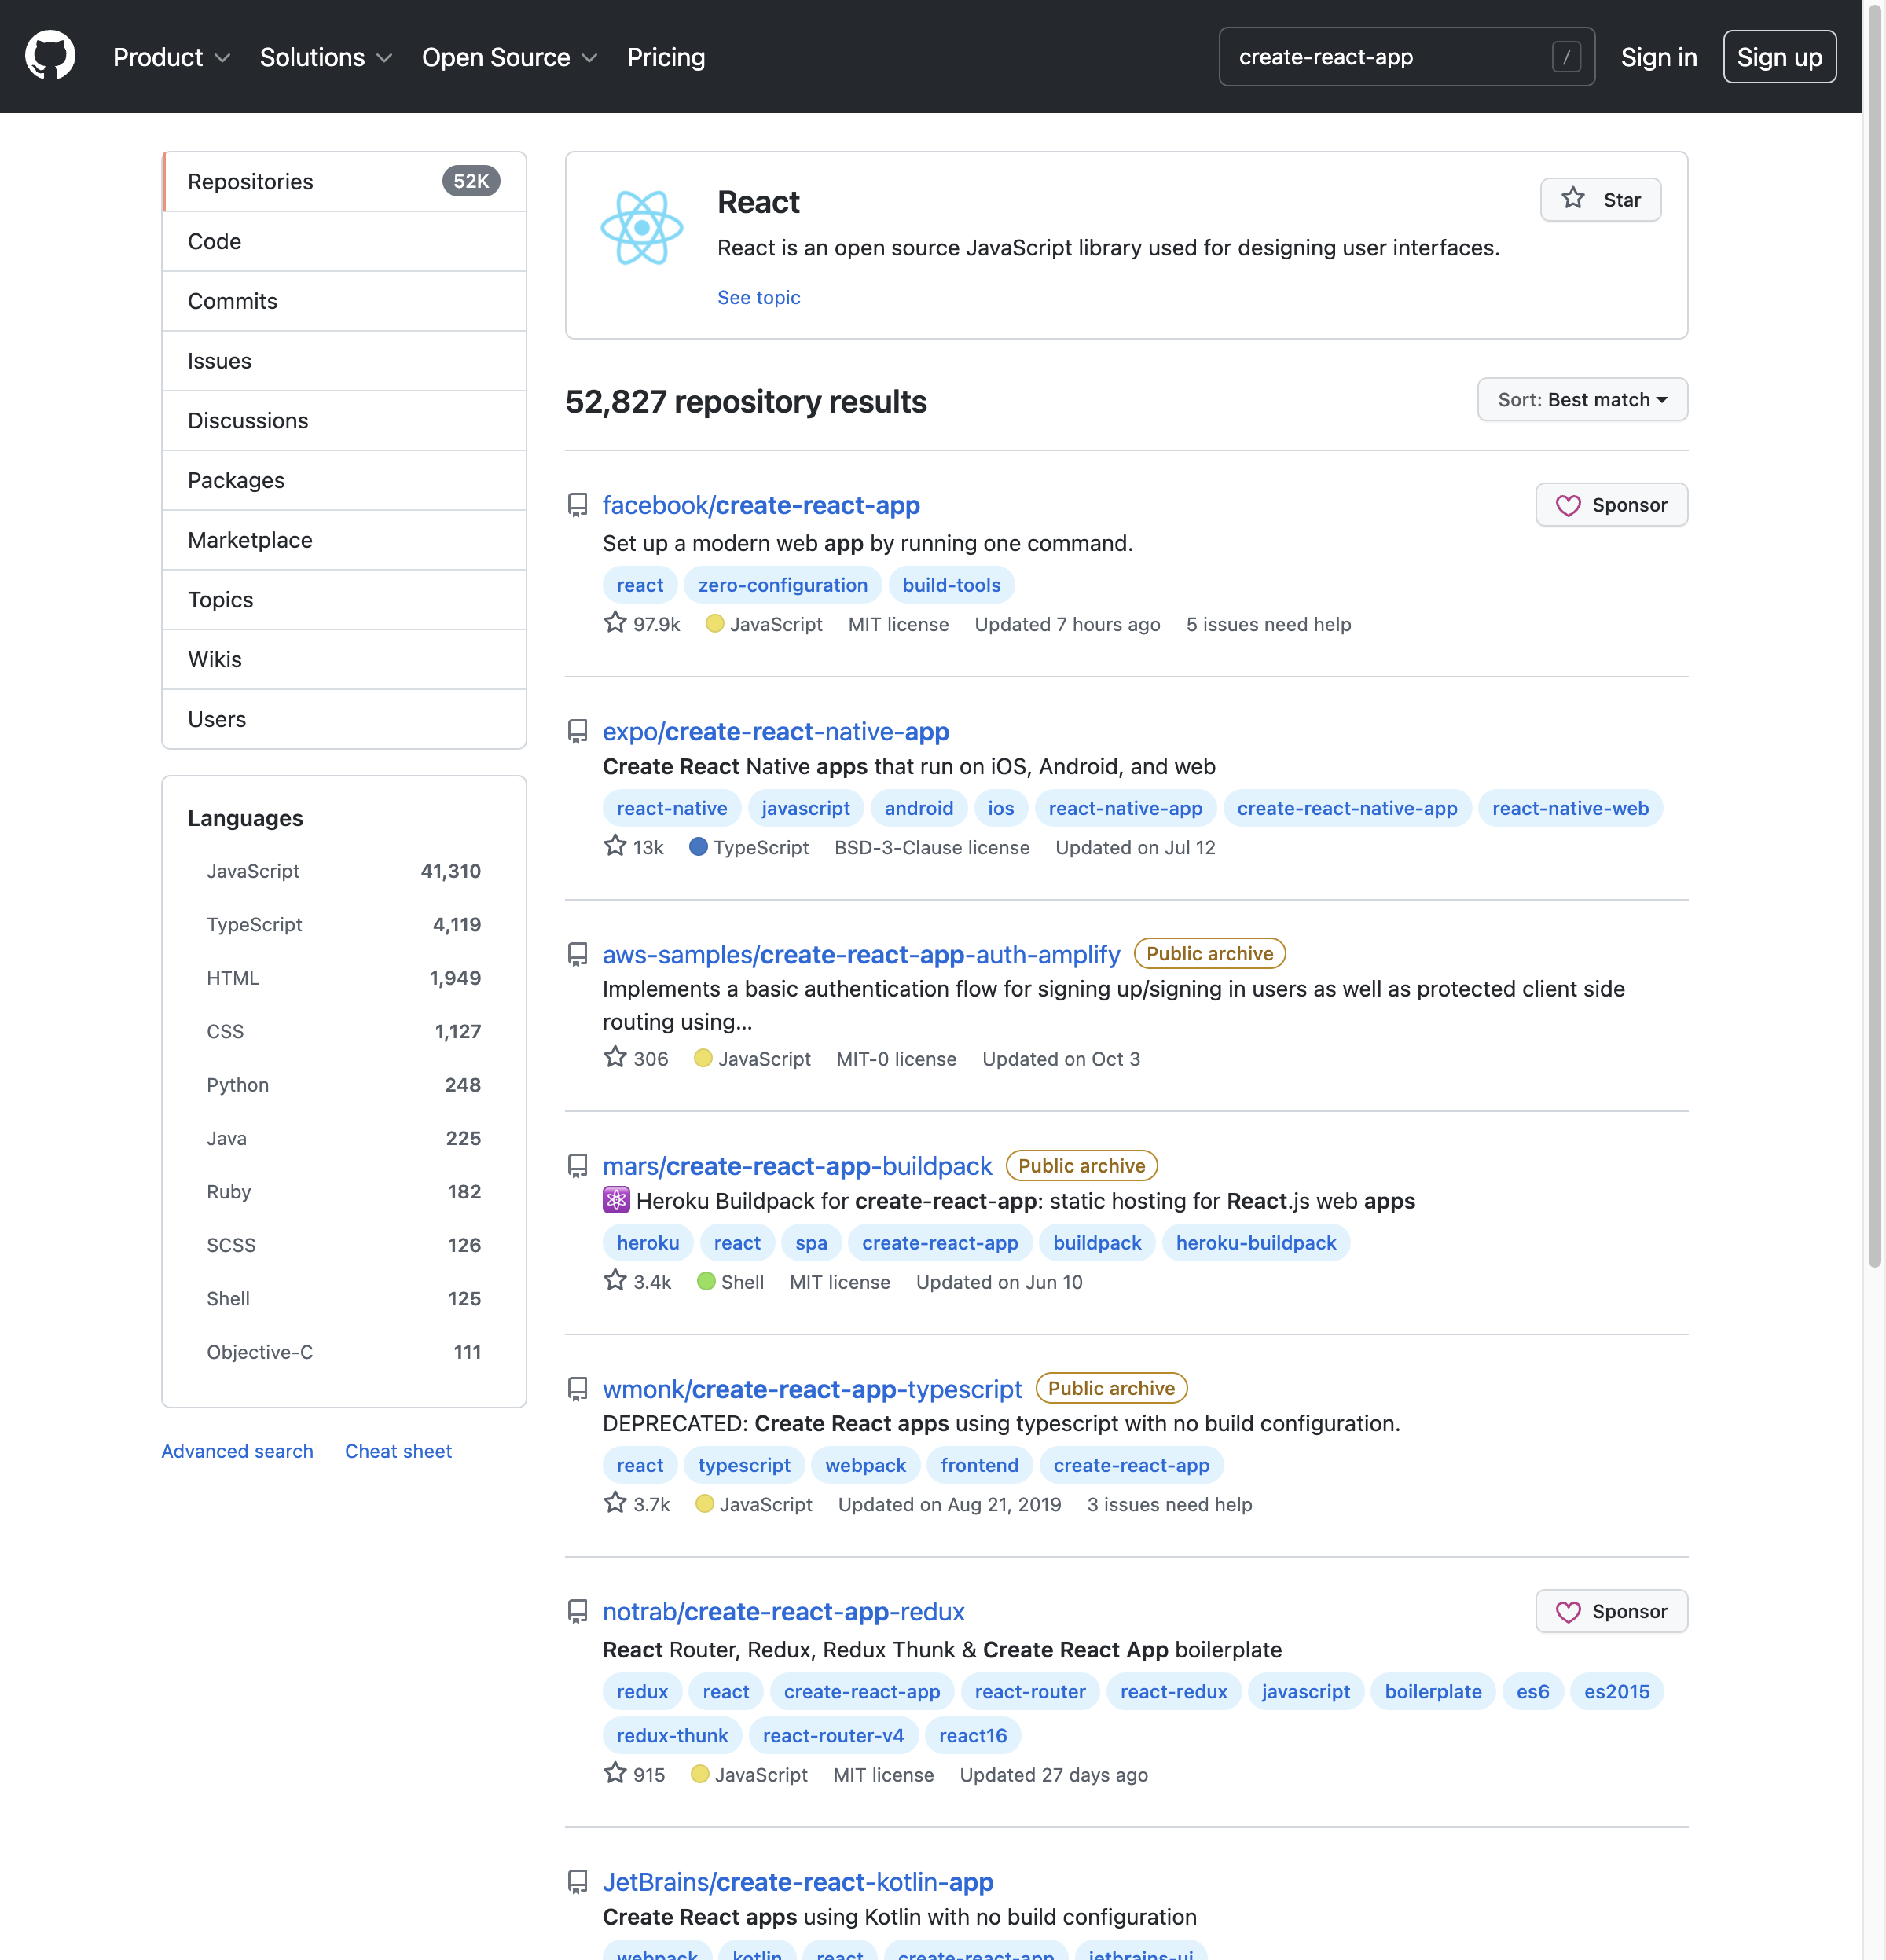 Product Solutions Open Source Pricing create-react-app / Sign in Sign up
Repositories 52K
Code
Commits
Issues
Discussions
Packages
Marketplace
Topics
Wikis
Users
Languages
JavaScript 41,310
TypeScript 4,119
HTML 1,949
CSS 1,127
Python 248
Java 225
Ruby 182
SCSS 126
Shell 125
Objective-C 111
Advanced search Cheat sheet
React
Star
React is an open source JavaScript library used for designing user interfaces.
See topic
52,827 repository results
Sort: Best match
facebook/create-react-app
Sponsor
Set up a modern web app by running one command.
react zero-configuration build-tools
97.9k JavaScript MIT license Updated 7 hours ago 5 issues need help
expo/create-react-native-app
Create React Native apps that run on iOS, Android, and web
react-native javascript android ios react-native-app create-react-native-app react-native-web
13k TypeScript BSD-3-Clause license Updated on Jul 12
aws-samples/create-react-app-auth-amplify Public archive
Implements a basic authentication flow for signing up/signing in users as well as protected client side
routing using...
306 JavaScript MIT-0 license Updated on Oct 3
mars/create-react-app-buildpack Public archive
⚛️ Heroku Buildpack for create-react-app: static hosting for React.js web apps
heroku react spa create-react-app buildpack heroku-buildpack
3.4k Shell MIT license Updated on Jun 10
wmonk/create-react-app-typescript Public archive
DEPRECATED: Create React apps using typescript with no build configuration.
react typescript webpack frontend create-react-app
3.7k JavaScript Updated on Aug 21, 2019 3 issues need help
notrab/create-react-app-redux
Sponsor
React Router, Redux, Redux Thunk & Create React App boilerplate
redux react create-react-app react-router react-redux javascript boilerplate es6 es2015
redux-thunk react-router-v4 react16
915 JavaScript MIT license Updated 27 days ago
JetBrains/create-react-kotlin-app
Create React apps using Kotlin with no build configuration
webpack kotlin react create-react-app jetbrains-ui